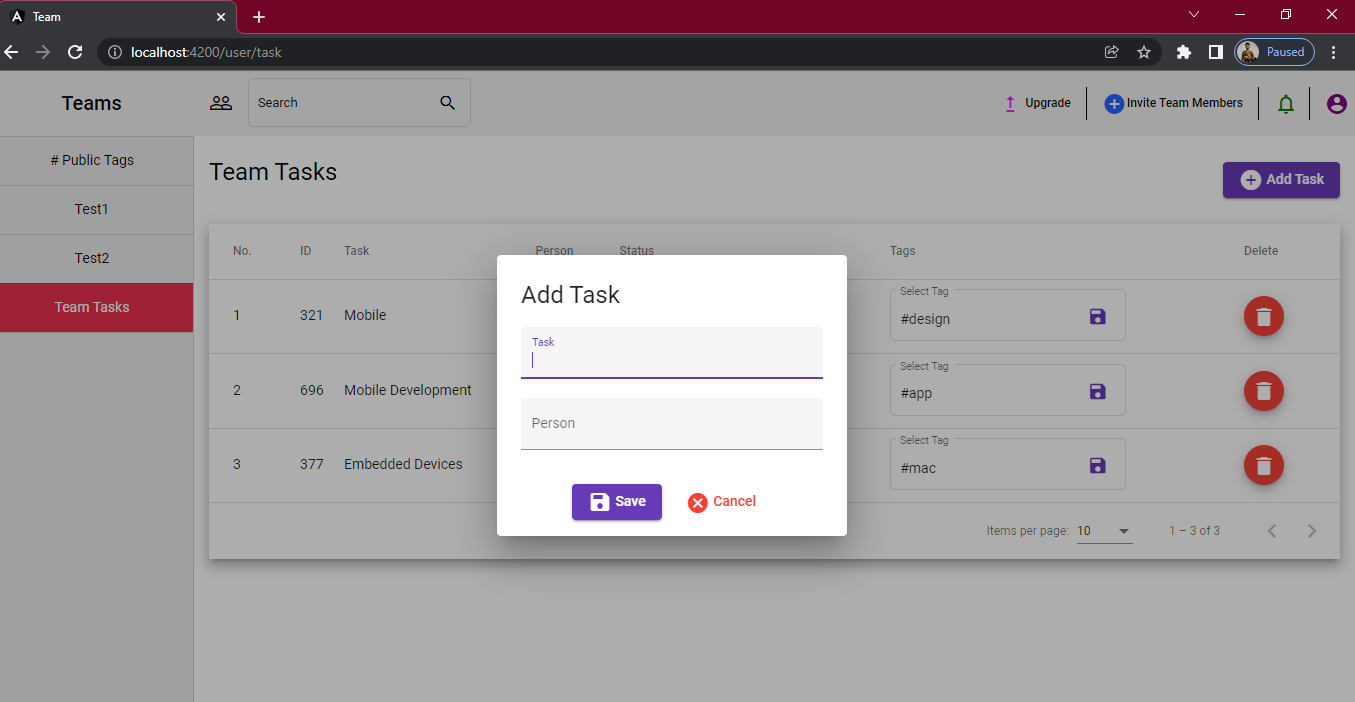 Team
localhost:4200/user/task
Paused
Teams
Search
Upgrade
Invite Team Members
# Public Tags
Test1
Test2
Team Tasks
Team Tasks
Add Task
No. ID Task Person Status Tags Delete
1 321 Mobile Select Tag #design
2 696 Mobile Development Select Tag #app
3 377 Embedded Devices Select Tag #mac
Items per page: 10 1 – 3 of 3
Add Task
Task
Person
Save Cancel